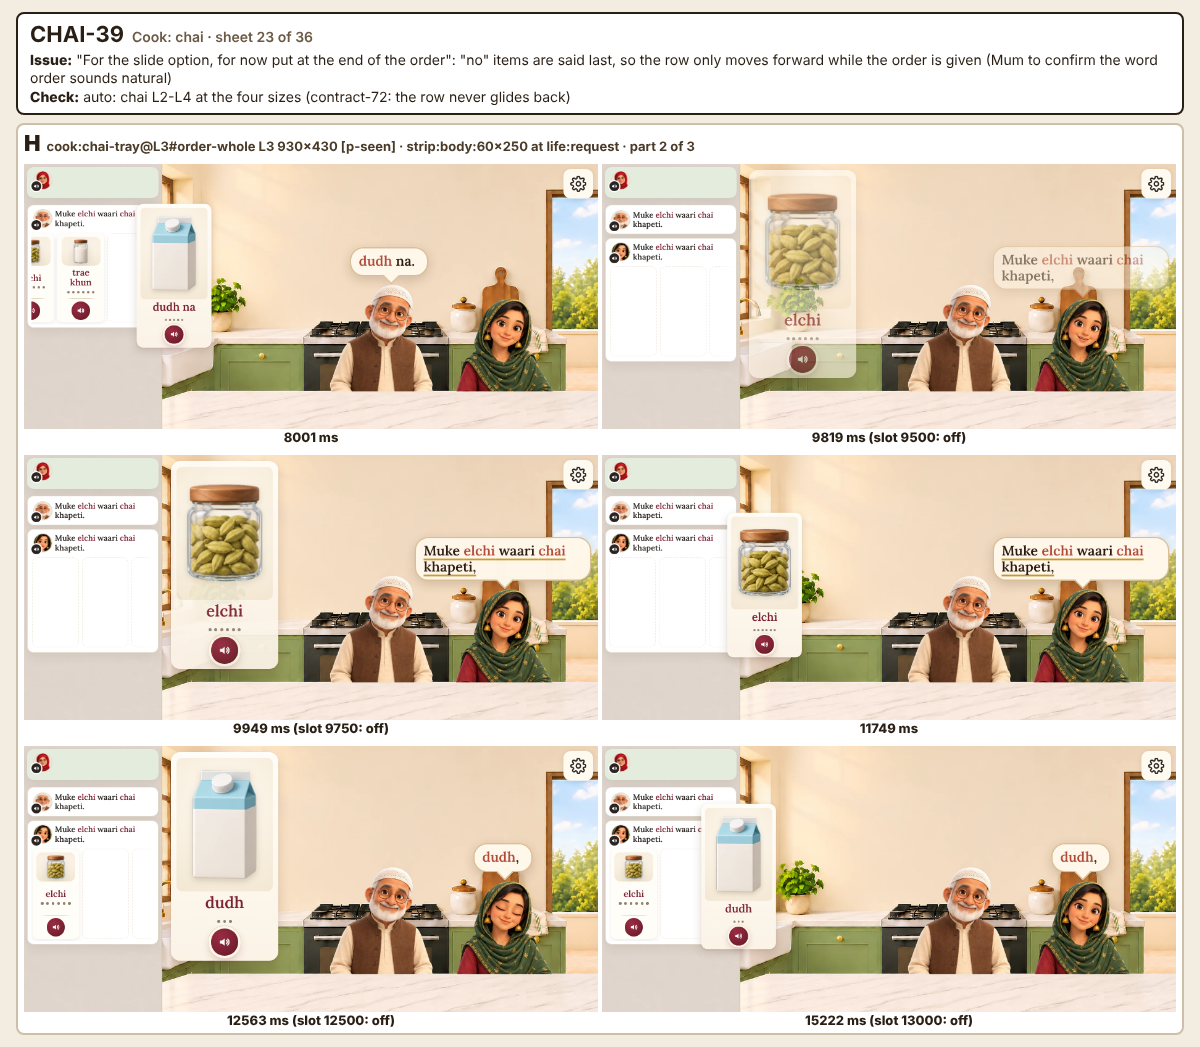 CHAI-39 Cook: chai · sheet 23 of 36
Issue: "For the slide option, for now put at the end of the order": "no" items are said last, so the row only moves forward while the order is given (Mum to confirm the word
order sounds natural)
Check: auto: chai L2-L4 at the four sizes (contract-72: the row never glides back)
H cook:chai-tray@L3#order-whole L3 930×430 [p-seen] · strip:body:60×250 at life:request · part 2 of 3
Muke elchi waari chai
khapeti.
trae
khun
dudh na
dudh na.
8001 ms
Muke elchi waari chai
khapeti.
Muke elchi waari chai
khapeti.
elchi
Muke elchi waari chai
khapeti,
9819 ms (slot 9500: off)
Muke elchi waari chai
khapeti.
Muke elchi waari chai
khapeti.
elchi
Muke elchi waari chai
khapeti,
9949 ms (slot 9750: off)
Muke elchi waari chai
khapeti.
Muke elchi waari chai
khapeti.
elchi
Muke elchi waari chai
khapeti,
11749 ms
Muke elchi waari chai
khapeti.
Muke elchi waari chai
khapeti.
elchi
dudh
dudh,
12563 ms (slot 12500: off)
Muke elchi waari chai
khapeti.
Muke elchi waari
khapeti.
elchi
dudh
dudh,
15222 ms (slot 13000: off)